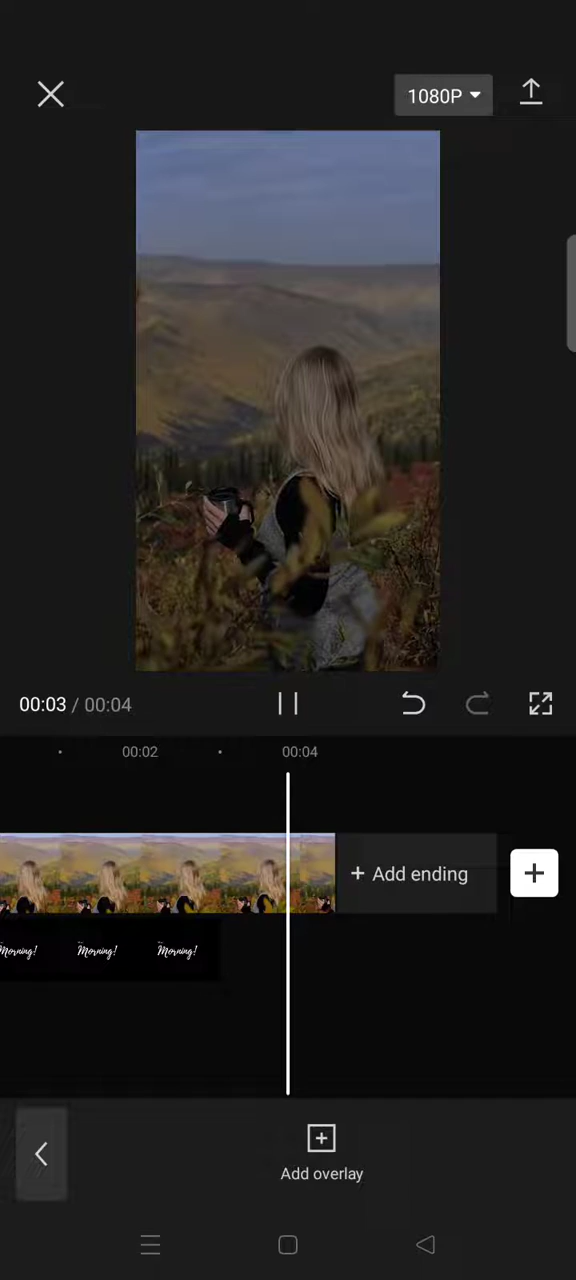 1080P
00:03 / 00:04
00:02
00:04
+ Add ending
Morning!
Morning!
Morning!
Add overlay